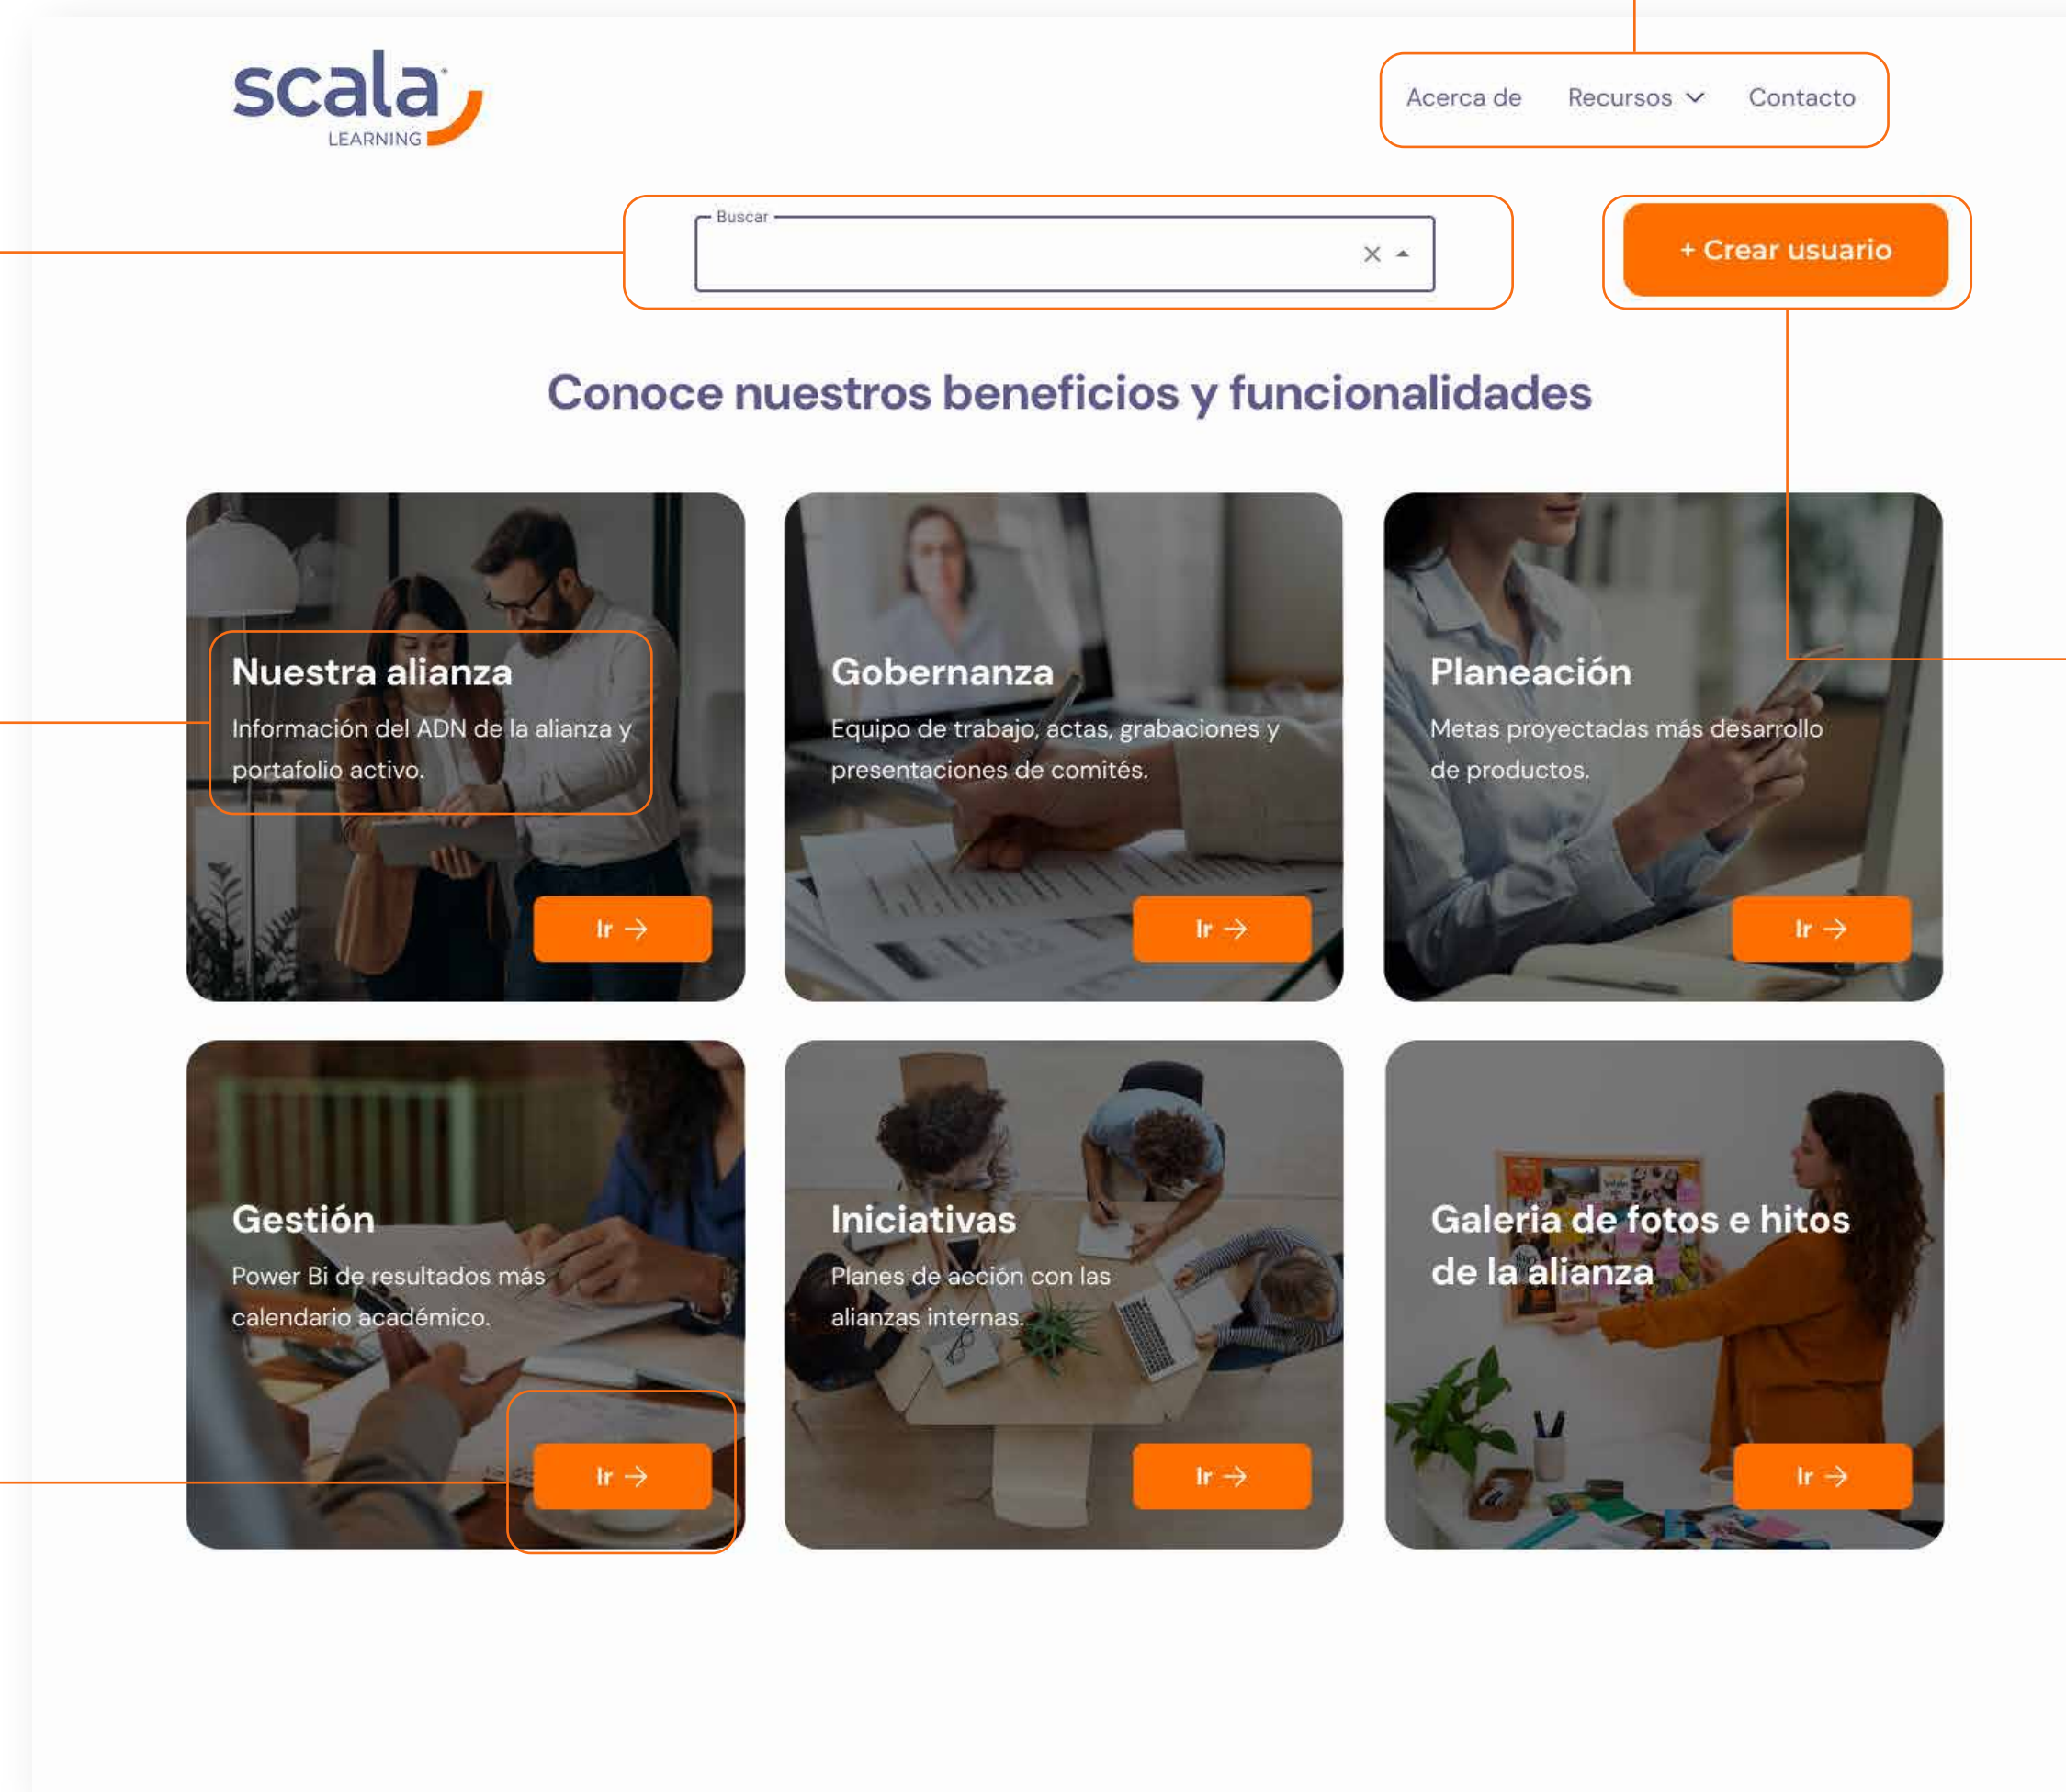 scala
LEARNING
Acerca de Recursos Contacto
Buscar
+ Crear usuario
Conoce nuestros beneficios y funcionalidades
Nuestra alianza
Información del ADN de la alianza y
portafolio activo.
Ir →
Gobernanza
Equipo de trabajo, actas, grabaciones y
presentaciones de comités.
Ir →
Planeación
Metas proyectadas más desarrollo
de productos.
Ir →
Gestión
Power Bi de resultados más
calendario académico.
Ir →
Iniciativas
Planes de acción con las
alianzas internas.
Ir →
Galeria de fotos e hitos
de la alianza
Ir →